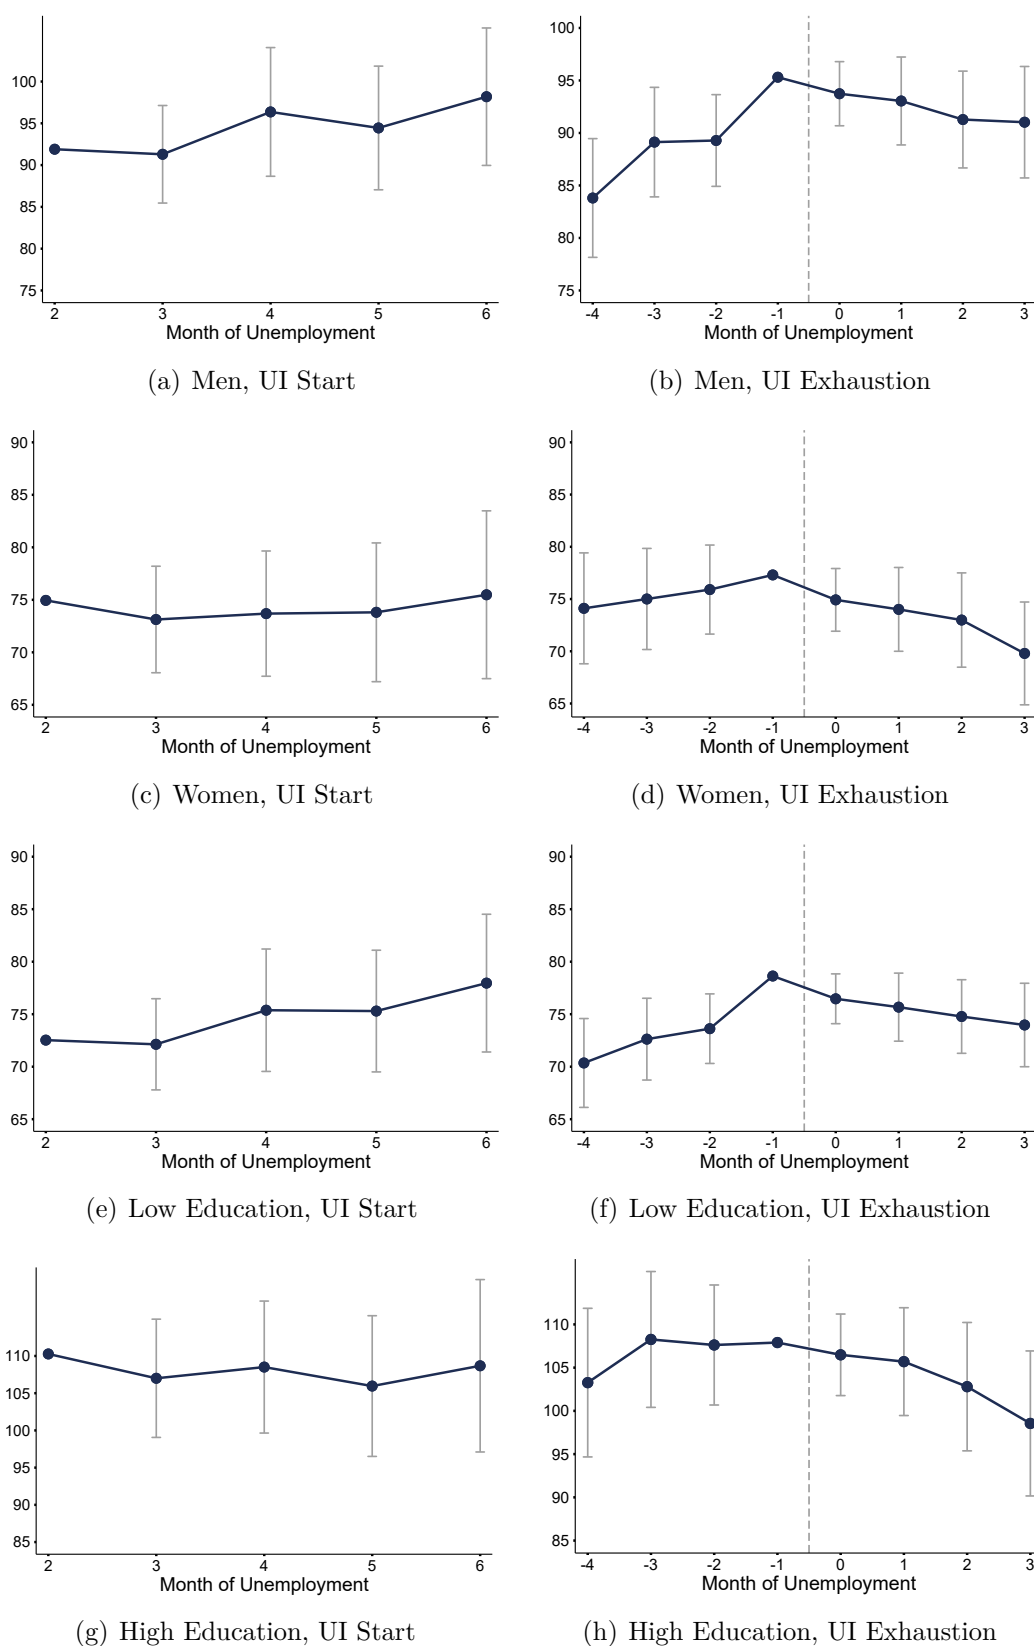 100
95
90
85
80
75
2 3 4 5 6
Month of Unemployment
(a) Men, UI Start
100
95
90
85
80
75
-4 -3 -2 -1 0 1 2 3
Month of Unemployment
(b) Men, UI Exhaustion
90
85
80
75
70
65
2 3 4 5 6
Month of Unemployment
(c) Women, UI Start
90
85
80
75
70
65
-4 -3 -2 -1 0 1 2 3
Month of Unemployment
(d) Women, UI Exhaustion
90
85
80
75
70
65
2 3 4 5 6
Month of Unemployment
(e) Low Education, UI Start
90
85
80
75
70
65
-4 -3 -2 -1 0 1 2 3
Month of Unemployment
(f) Low Education, UI Exhaustion
110
105
100
95
90
85
2 3 4 5 6
Month of Unemployment
(g) High Education, UI Start
110
105
100
95
90
85
-4 -3 -2 -1 0 1 2 3
Month of Unemployment
(h) High Education, UI Exhaustion